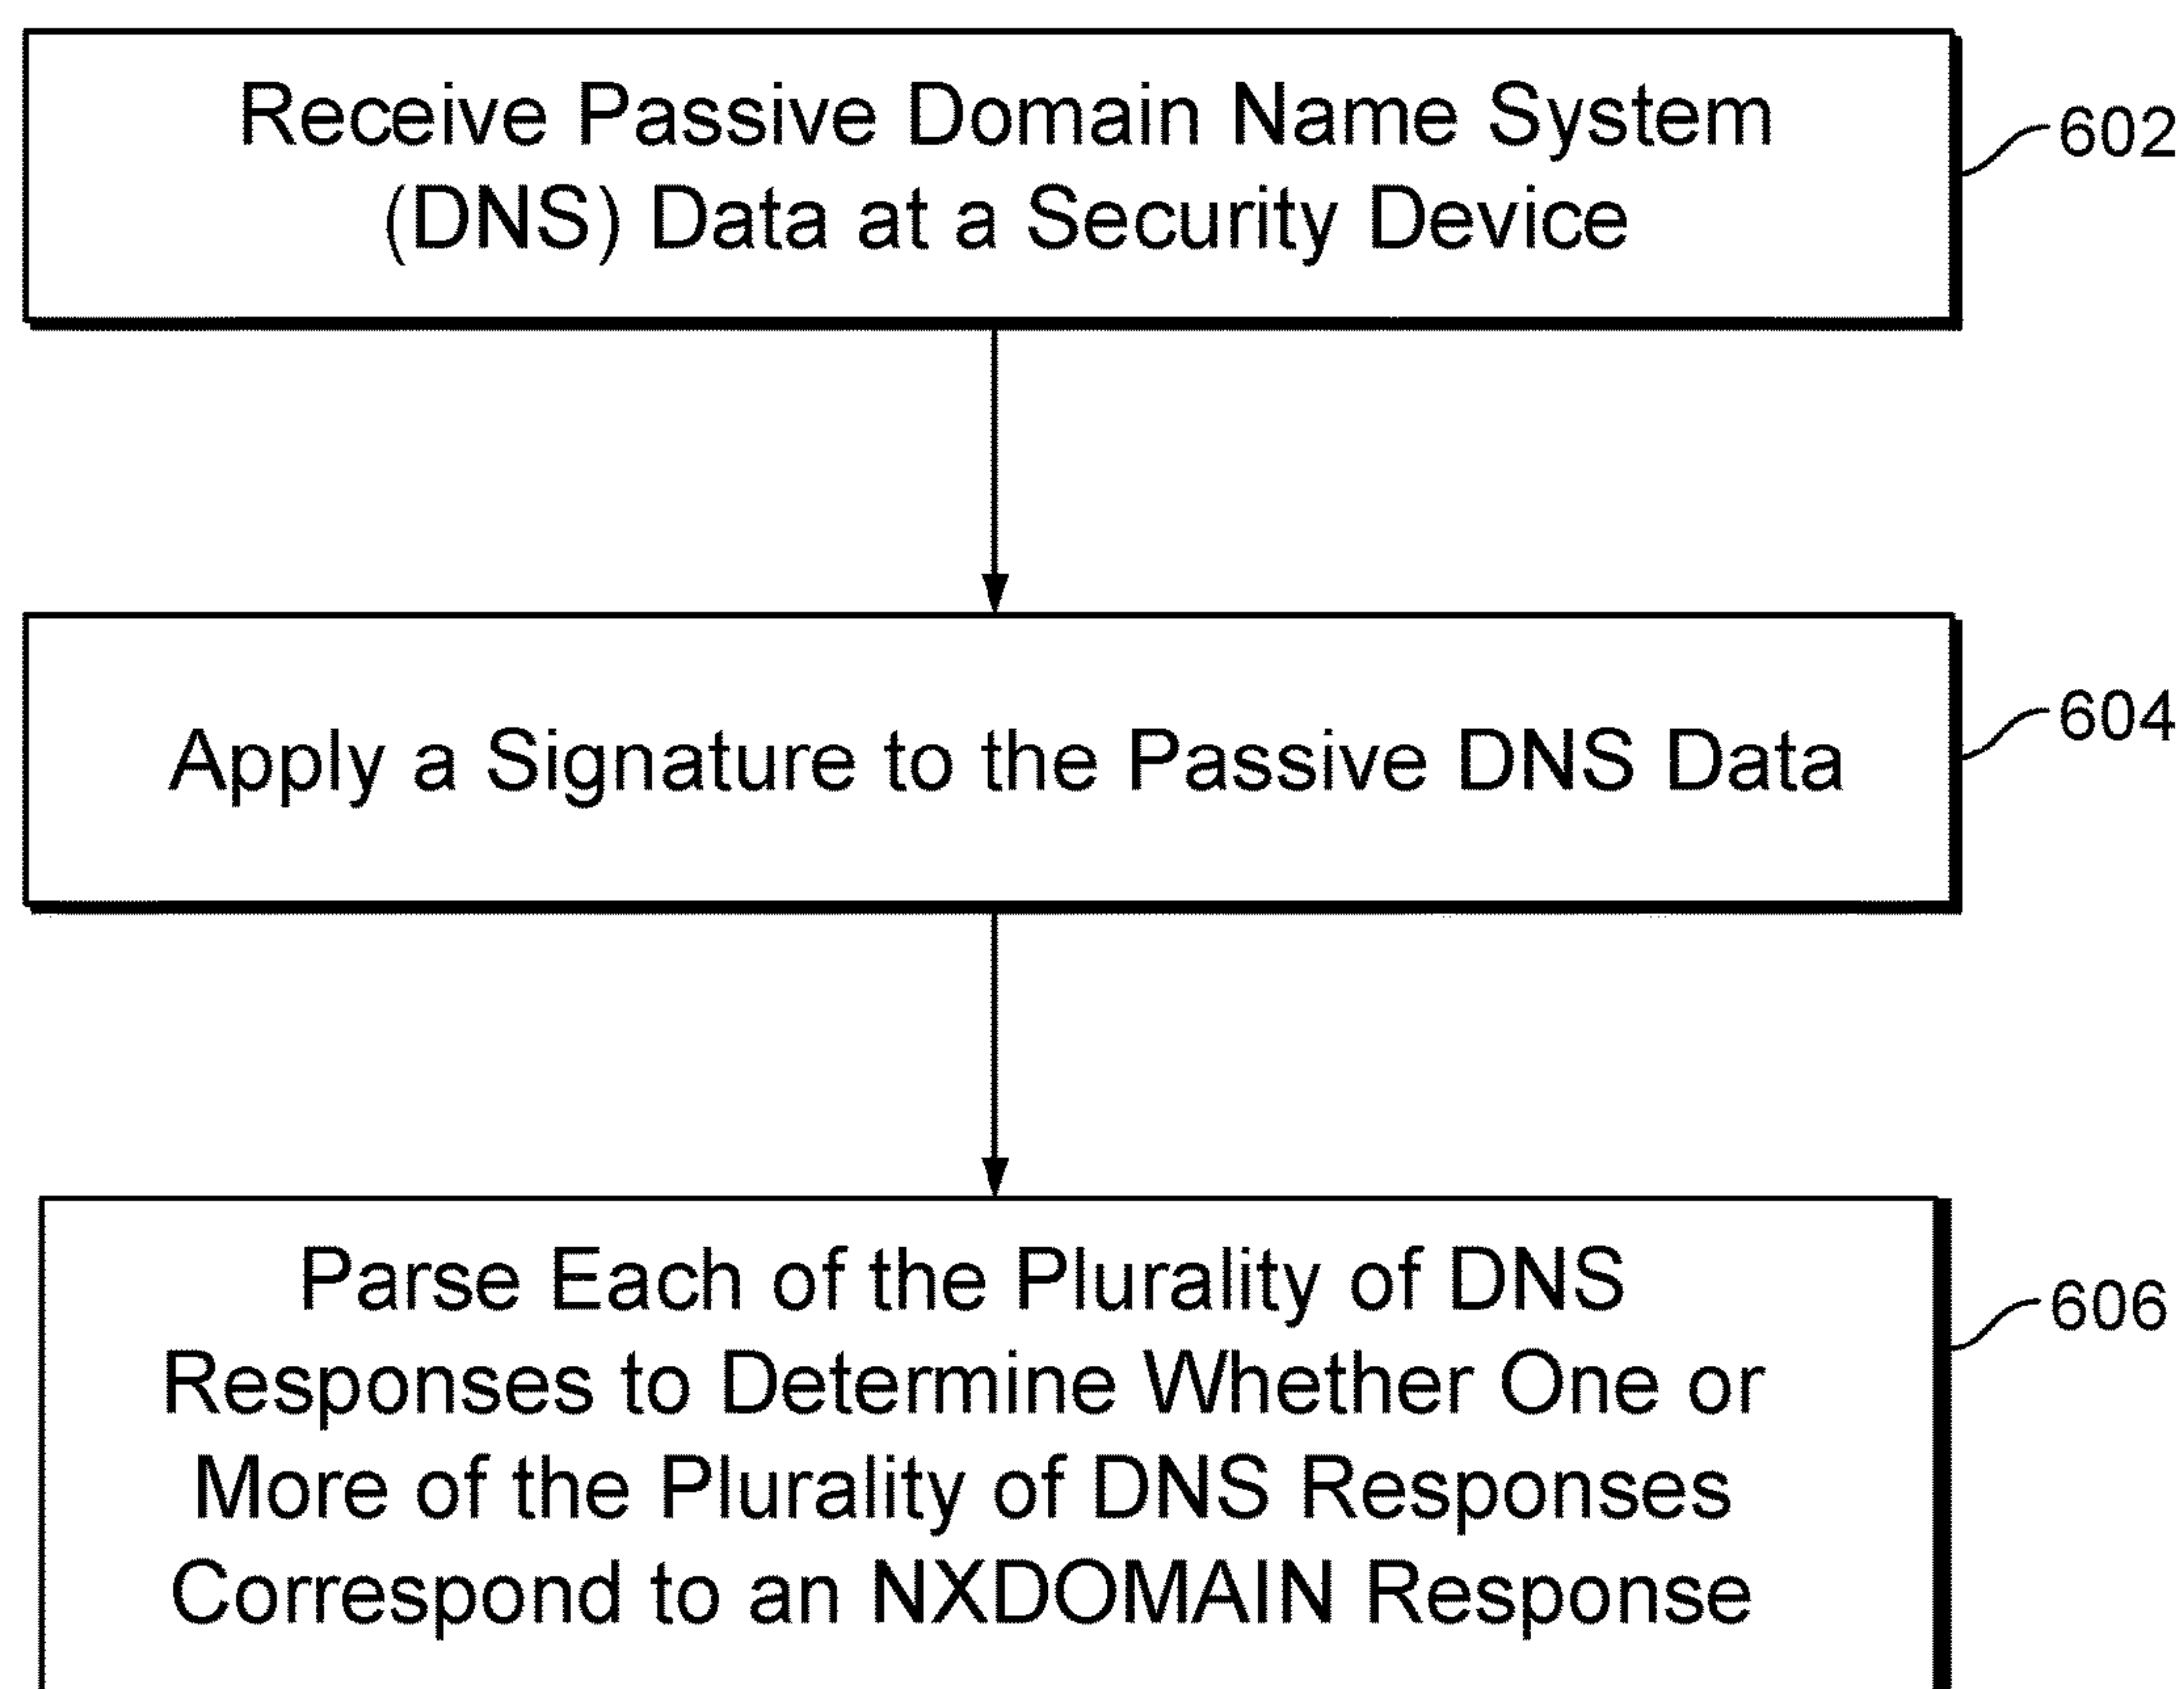 Receive Passive Domain Name System
(DNS) Data at a Security Device
602
Apply a Signature to the Passive DNS Data
604
Parse Each of the Plurality of DNS
Responses to Determine Whether One or
More of the Plurality of DNS Responses
Correspond to an NXDOMAIN Response
606